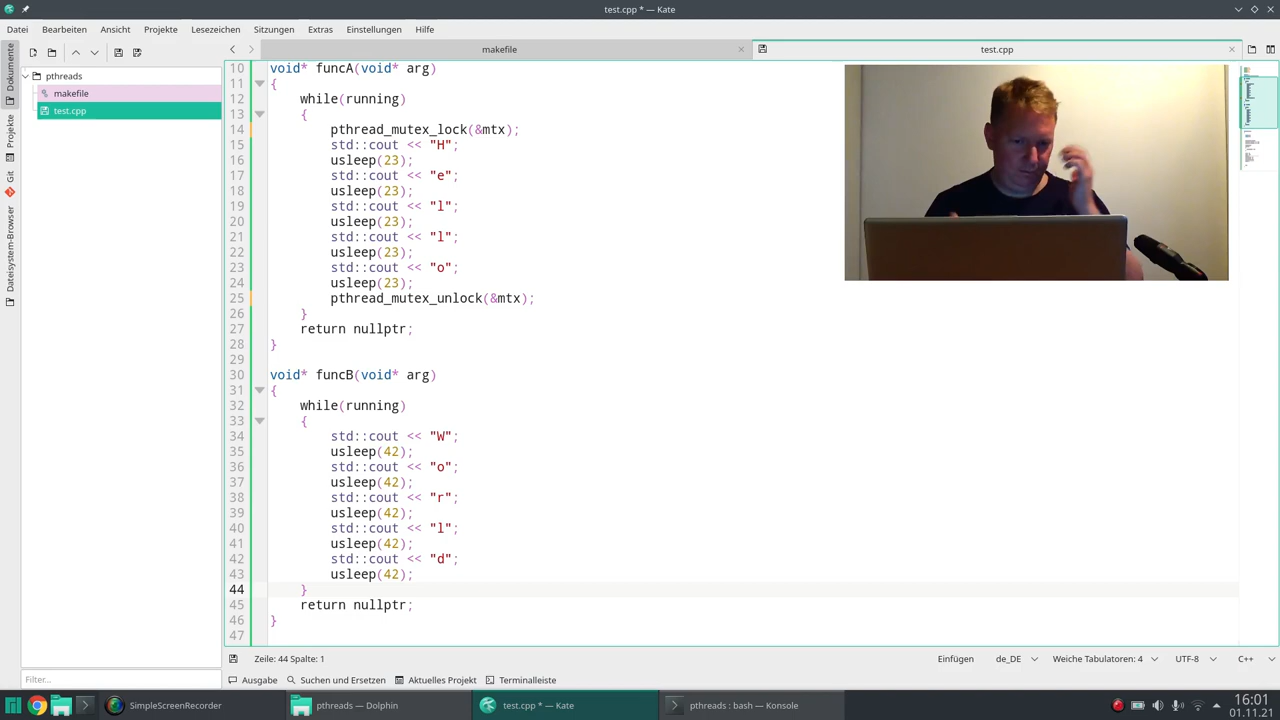 test.cpp * — Kate
Datei Bearbeiten Ansicht Projekte Lesezeichen Sitzungen Extras Einstellungen Hilfe
makefile
test.cpp
Dokumente
Projekte
Git
Dateisystem-Browser
pthreads
makefile
test.cpp
Filter...
10 void* funcA(void* arg)
11 {
12 while(running)
13 {
14 pthread_mutex_lock(&mtx);
15 std::cout << "H";
16 usleep(23);
17 std::cout << "e";
18 usleep(23);
19 std::cout << "l";
20 usleep(23);
21 std::cout << "l";
22 usleep(23);
23 std::cout << "o";
24 usleep(23);
25 pthread_mutex_unlock(&mtx);
26 }
27 return nullptr;
28 }
29
30 void* funcB(void* arg)
31 {
32 while(running)
33 {
34 std::cout << "W";
35 usleep(42);
36 std::cout << "o";
37 usleep(42);
38 std::cout << "r";
39 usleep(42);
40 std::cout << "l";
41 usleep(42);
42 std::cout << "d";
43 usleep(42);
44 }
45 return nullptr;
46 }
47
Zeile: 44 Spalte: 1
Einfügen
de_DE
Weiche Tabulatoren: 4
UTF-8
C++
Ausgabe
Suchen und Ersetzen
Aktuelles Projekt
Terminalleiste
SimpleScreenRecorder
pthreads — Dolphin
test.cpp * — Kate
pthreads : bash — Konsole
16:01
01.11.21